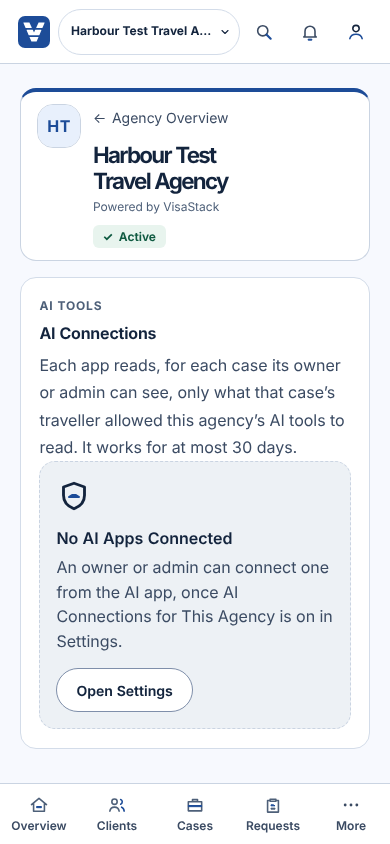 Harbour Test Travel A...
HT
← Agency Overview
Harbour Test
Travel Agency
Powered by VisaStack
✓ Active
AI TOOLS
AI Connections
Each app reads, for each case its owner
or admin can see, only what that case’s
traveller allowed this agency’s AI tools to
read. It works for at most 30 days.
No AI Apps Connected
An owner or admin can connect one
from the AI app, once AI
Connections for This Agency is on in
Settings.
Open Settings
Overview Clients Cases Requests More